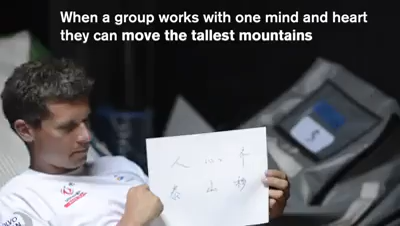 When a group works with one mind and heart
they can move the tallest mountains
人心齐
泰山移
S